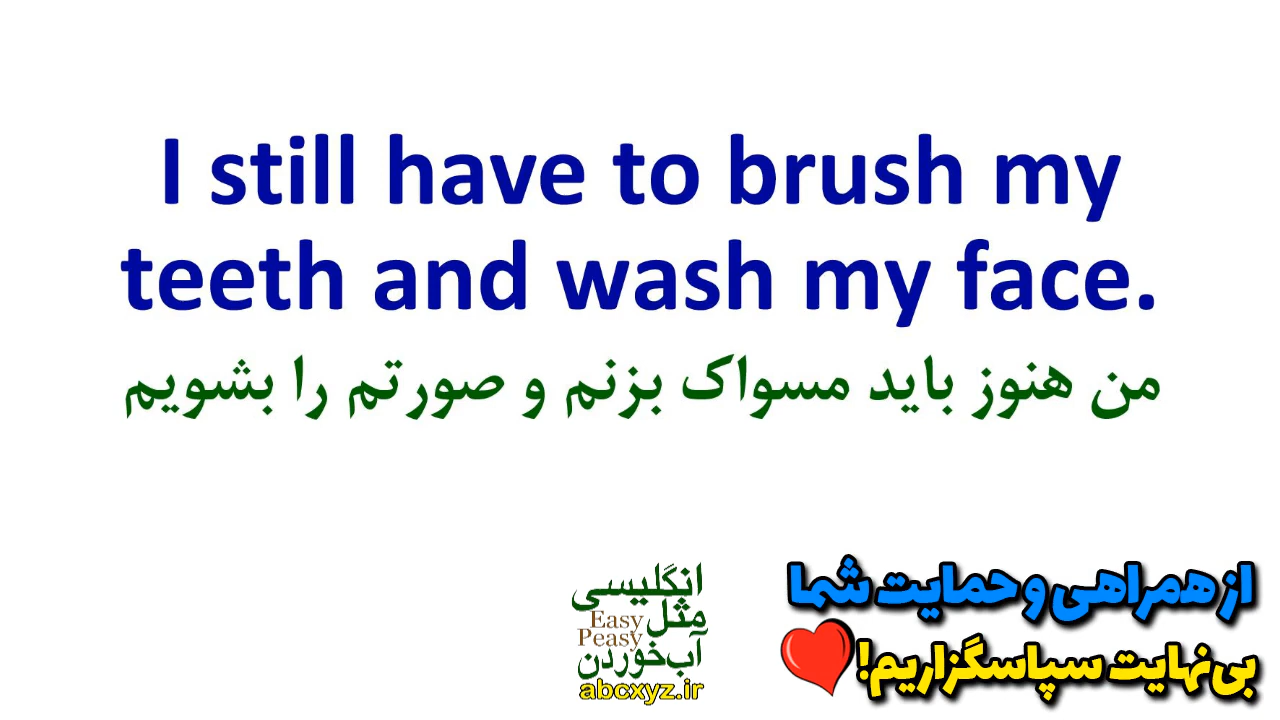 I still have to brush my
teeth and wash my face.
من هنوز باید مسواک بزنم و صورتم را بشویم
انگلیسی
مثل
Easy
Peasy
آب‌خوردن
abcxyz.ir
از همراهی و حمایت شما
بی‌نهایت سپاسگزاریم!